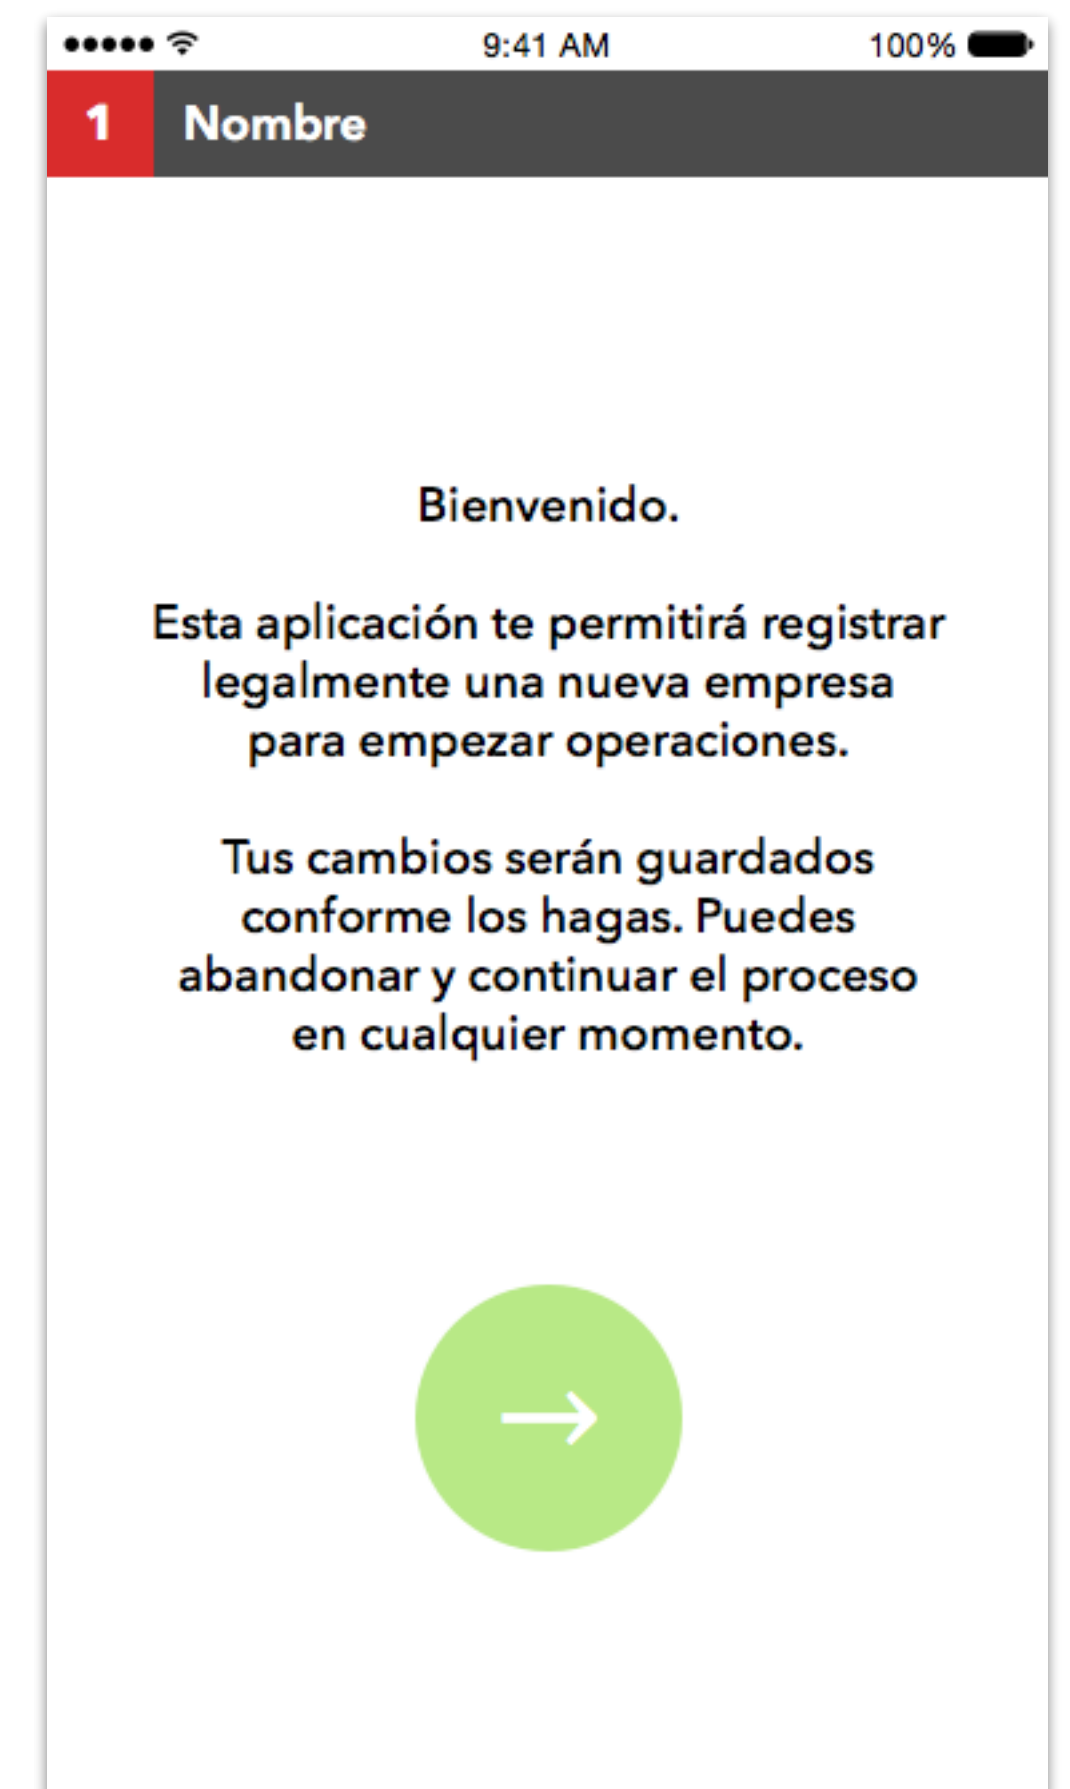 9:41 AM
100%
1 Nombre
Bienvenido.
Esta aplicación te permitirá registrar
legalmente una nueva empresa
para empezar operaciones.
Tus cambios serán guardados
conforme los hagas. Puedes
abandonar y continuar el proceso
en cualquier momento.